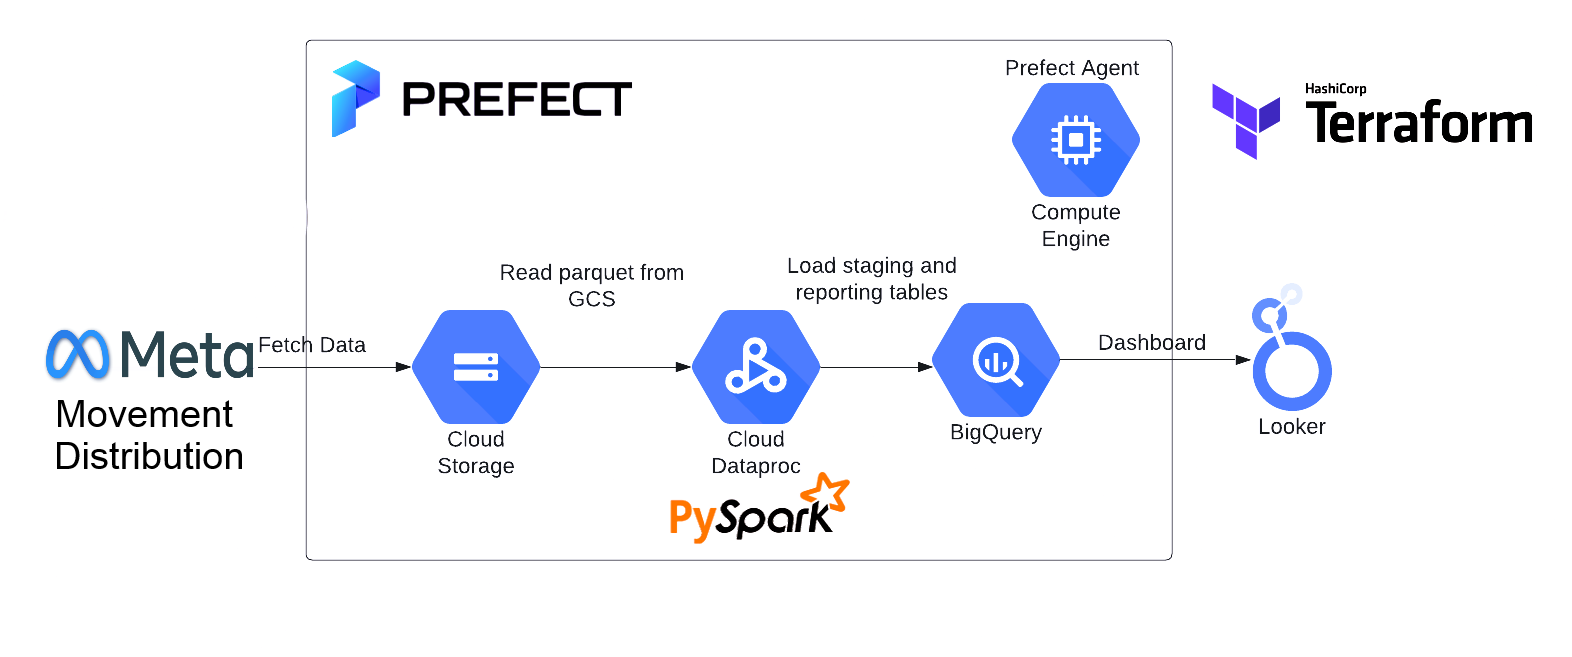 PREFECT
Prefect Agent
HashiCorp
Terraform
Compute
Engine
Read parquet from
GCS
Load staging and
reporting tables
Meta
Fetch Data
Dashboard
Movement
Distribution
Cloud
Storage
Cloud
Dataproc
BigQuery
Looker
PySpark